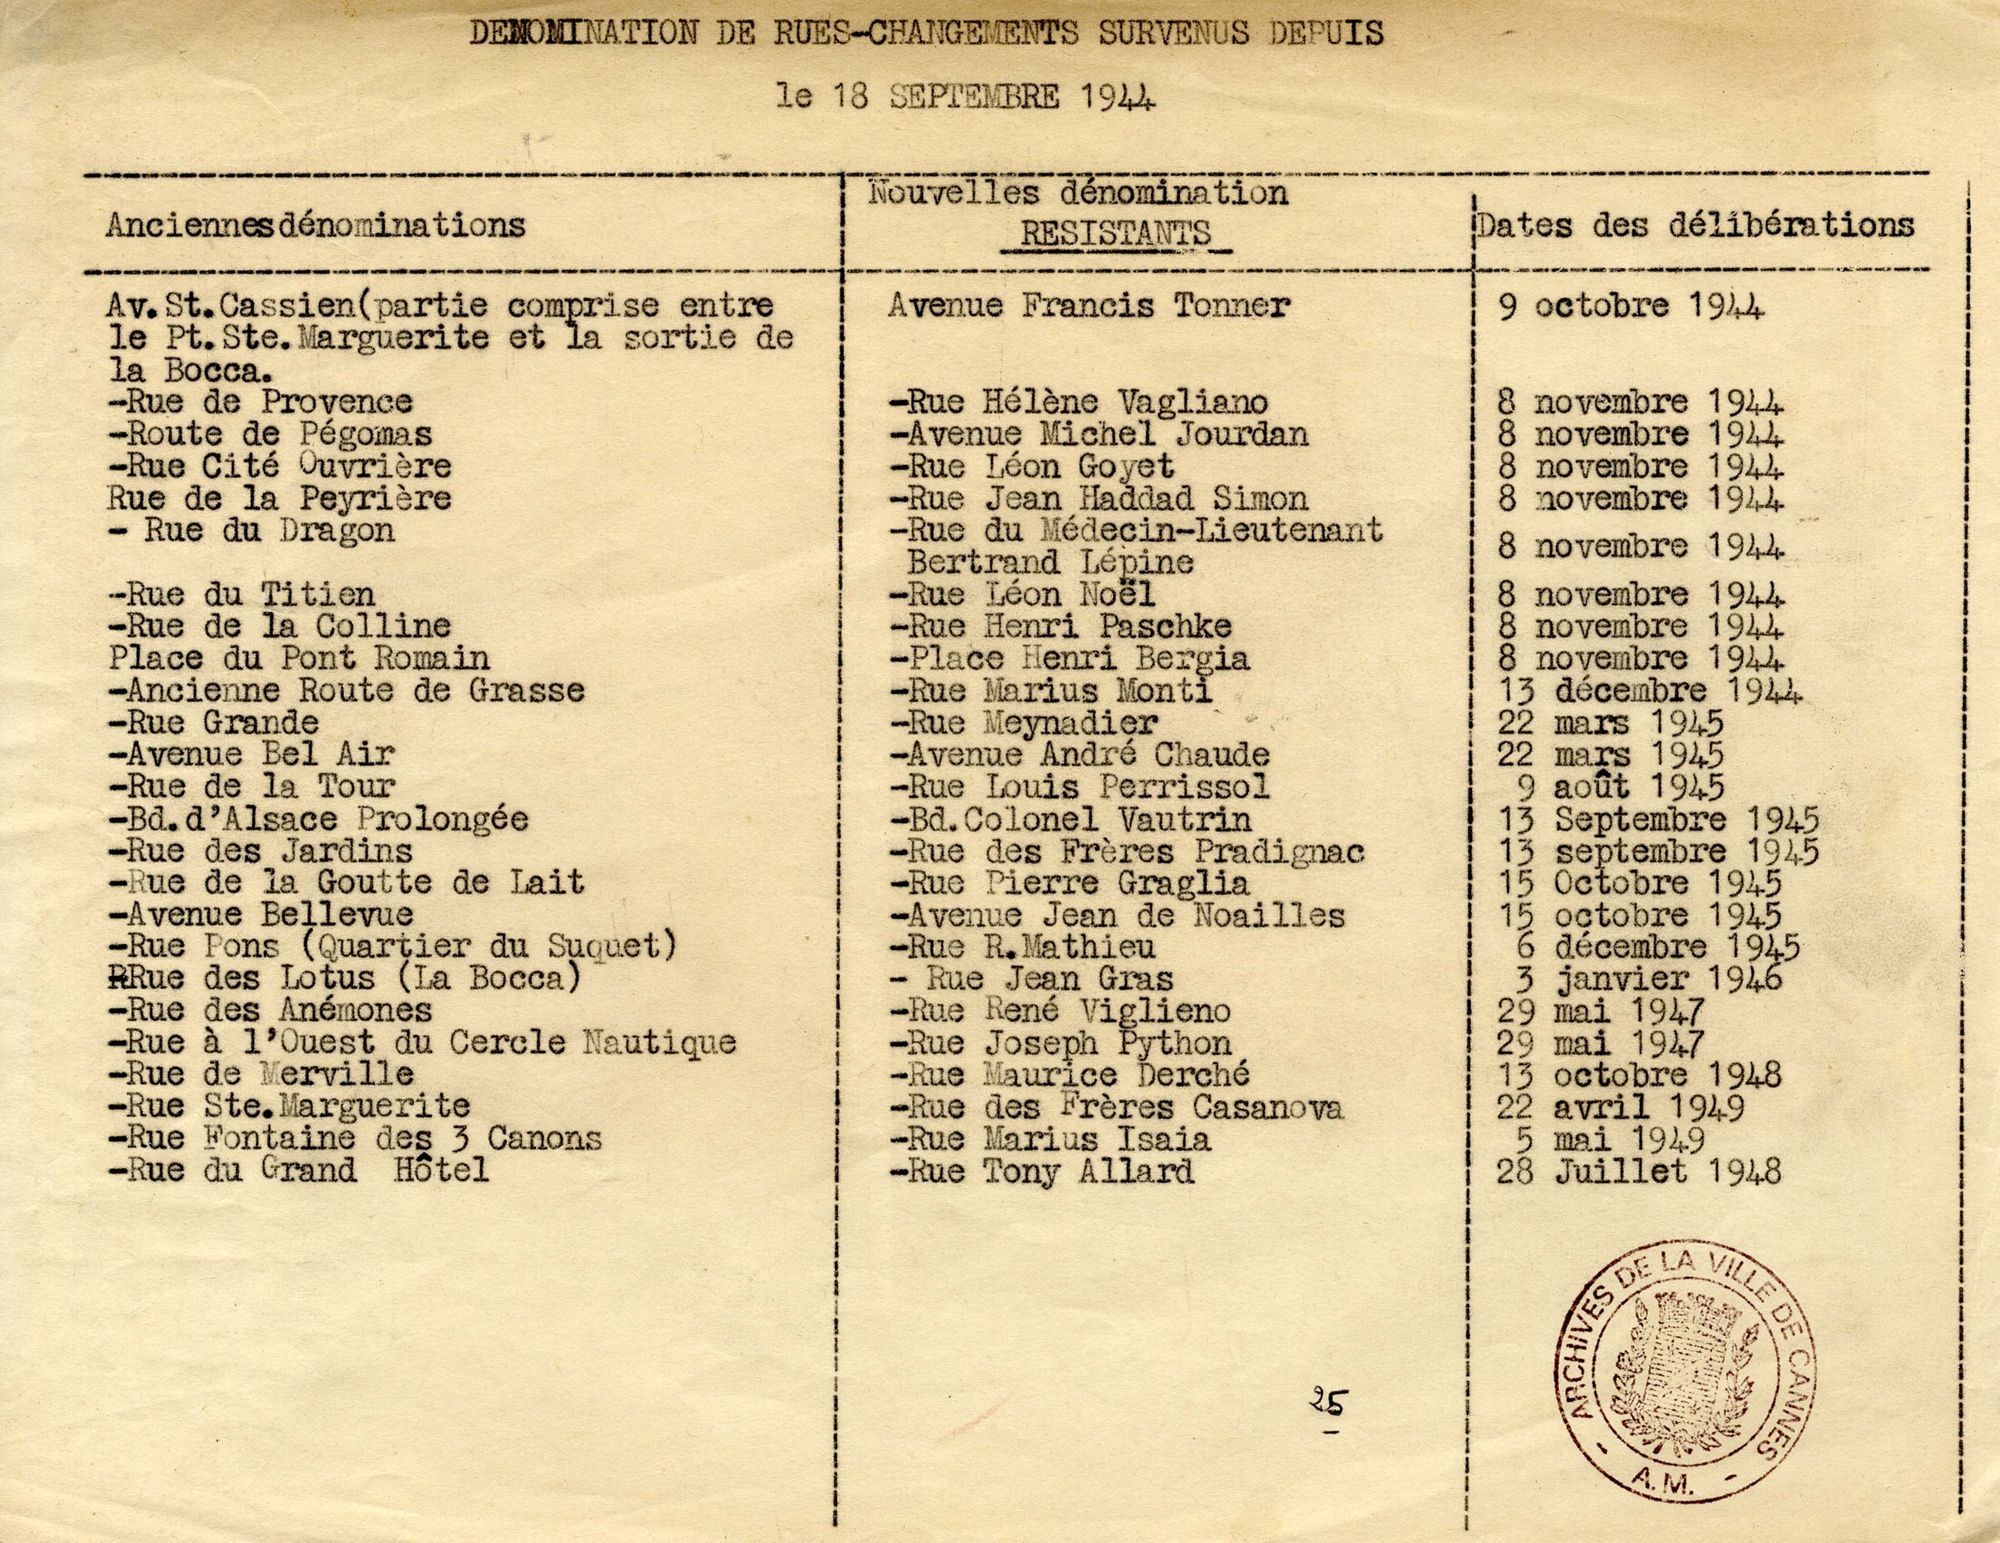 DENOMINATION DE RUES-CHANGEMENTS SURVENUS DEPUIS
le 18 SEPTEMBRE 1944
Anciennes dénominations
Nouvelles dénomination
RESISTANTS
Dates des délibérations
Av. St. Cassien (partie comprise entre Avenue Francis Tonner 9 octobre 1944
le Pt. Ste. Marguerite et la sortie de
la Bocca.
-Rue de Provence -Rue Hélène Vagliano 8 novembre 1944
-Route de Pégomas -Avenue Michel Jourdan 8 novembre 1944
-Rue Cité Ouvrière -Rue Léon Goyet 8 novembre 1944
Rue de la Peyrière -Rue Jean Haddad Simon 8 novembre 1944
- Rue du Dragon -Rue du Médecin-Lieutenant
Bertrand Lépine 8 novembre 1944
-Rue du Titien -Rue Léon Noël 8 novembre 1944
-Rue de la Colline -Rue Henri Paschke 8 novembre 1944
Place du Pont Romain -Place Henri Bergia 8 novembre 1944
-Ancienne Route de Grasse -Rue Marius Monti 13 décembre 1944
-Rue Grande -Rue Meynadier 22 mars 1945
-Avenue Bel Air -Avenue André Chaude 22 mars 1945
-Rue de la Tour -Rue Louis Perrissol 9 août 1945
-Bd. d'Alsace Prolongée -Bd. Colonel Vautrin 13 Septembre 1945
-Rue des Jardins -Rue des Frères Pradignac 13 septembre 1945
-Rue de la Goutte de Lait -Rue Pierre Graglia 15 Octobre 1945
-Avenue Bellevue -Avenue Jean de Noailles 15 octobre 1945
-Rue Pons (Quartier du Suquet) -Rue R. Mathieu 6 décembre 1945
-Rue des Lotus (La Bocca) - Rue Jean Gras 3 janvier 1946
-Rue des Anémones -Rue René Viglieno 29 mai 1947
-Rue à l'Ouest du Cercle Nautique -Rue Joseph Python 29 mai 1947
-Rue de Merville -Rue Maurice Derché 13 octobre 1948
-Rue Ste. Marguerite -Rue des Frères Casanova 22 avril 1949
-Rue Fontaine des 3 Canons -Rue Marius Isaia 5 mai 1949
-Rue du Grand Hôtel -Rue Tony Allard 28 Juillet 1948
25
ARCHIVES DE LA VILLE DE CANNES
- A.M. -